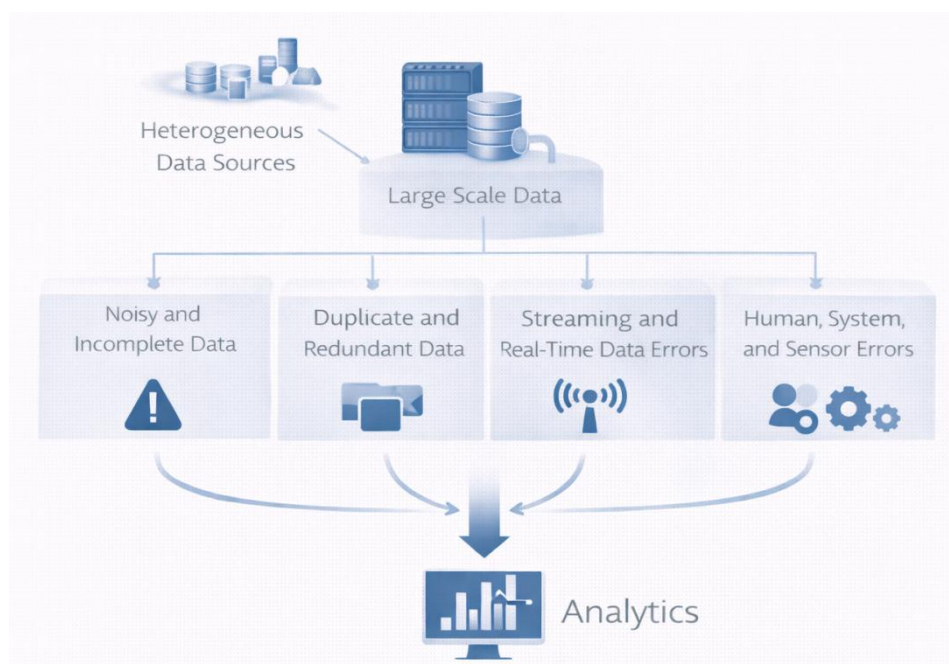 Heterogeneous
Data Sources
Large Scale Data
Noisy and
Incomplete Data
Duplicate and
Redundant Data
Streaming and
Real-Time Data Errors
Human, System,
and Sensor Errors
Analytics